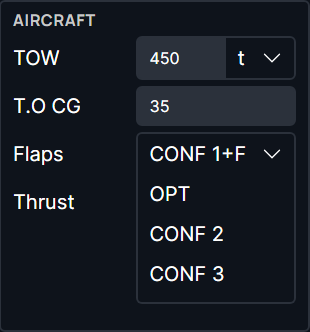 AIRCRAFT
TOW 450 t
T.O CG 35
Flaps CONF 1+F
OPT
Thrust
CONF 2
CONF 3